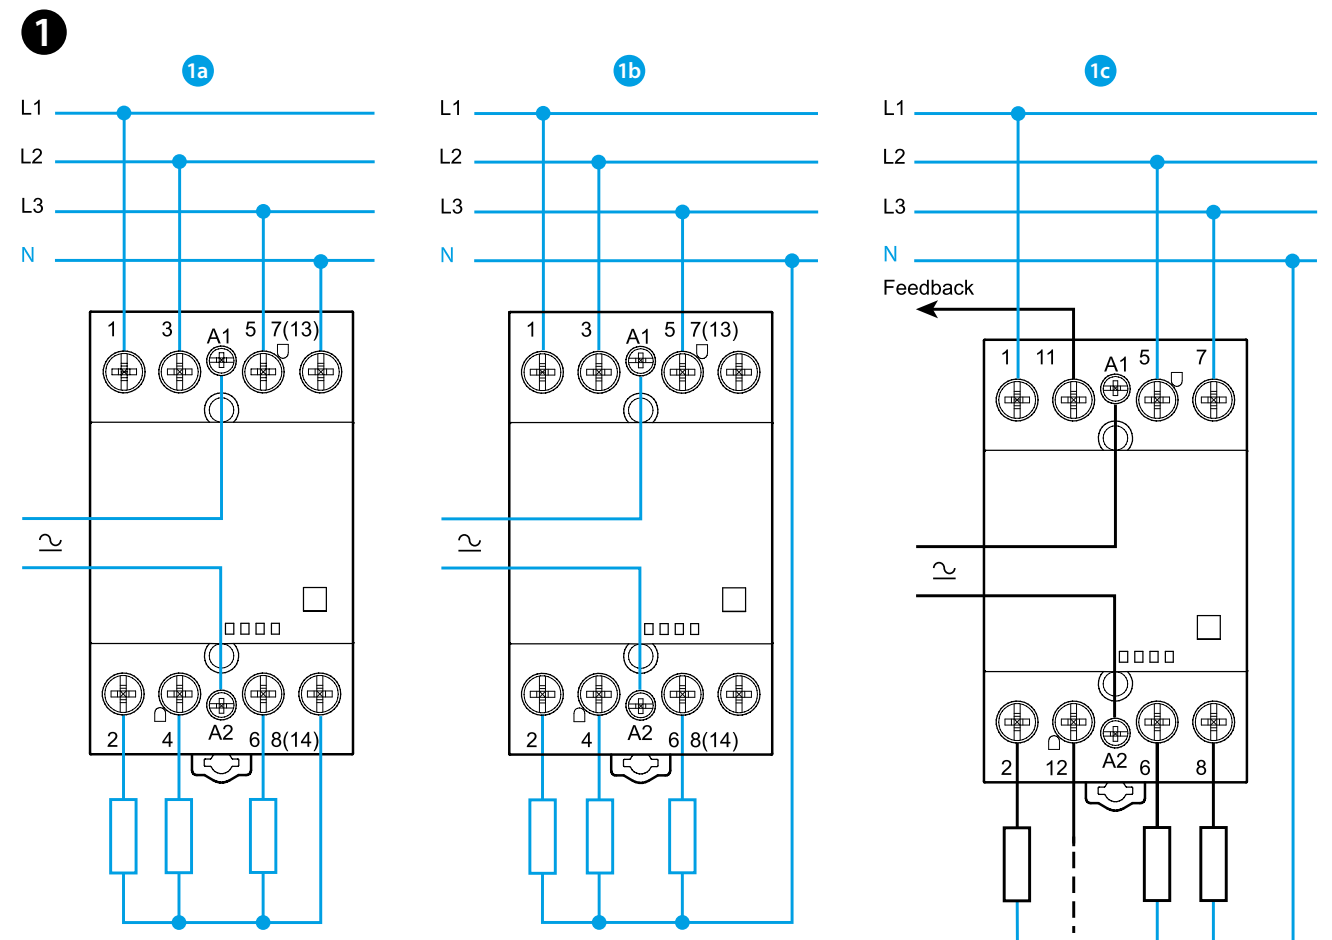 1
1a 1b 1c
L1 L1 L1
L2 L2 L2
L3 L3 L3
N N N
Feedback
1 3 A1 5 7(13)
1 3 A1 5 7(13)
1 11 A1 5 7
2 4 A2 6 8(14)
2 4 A2 6 8(14)
2 12 A2 6 8